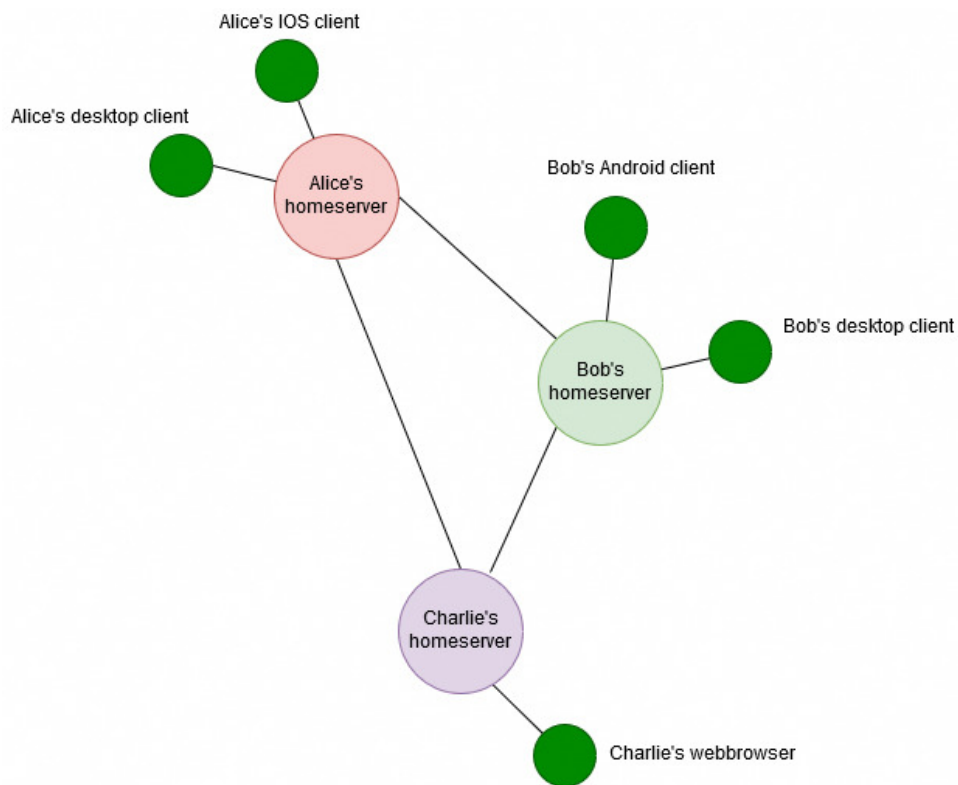 Alice's IOS client
Alice's desktop client
Alice's
homeserver
Bob's Android client
Bob's desktop client
Bob's
homeserver
Charlie's
homeserver
Charlie's webbrowser